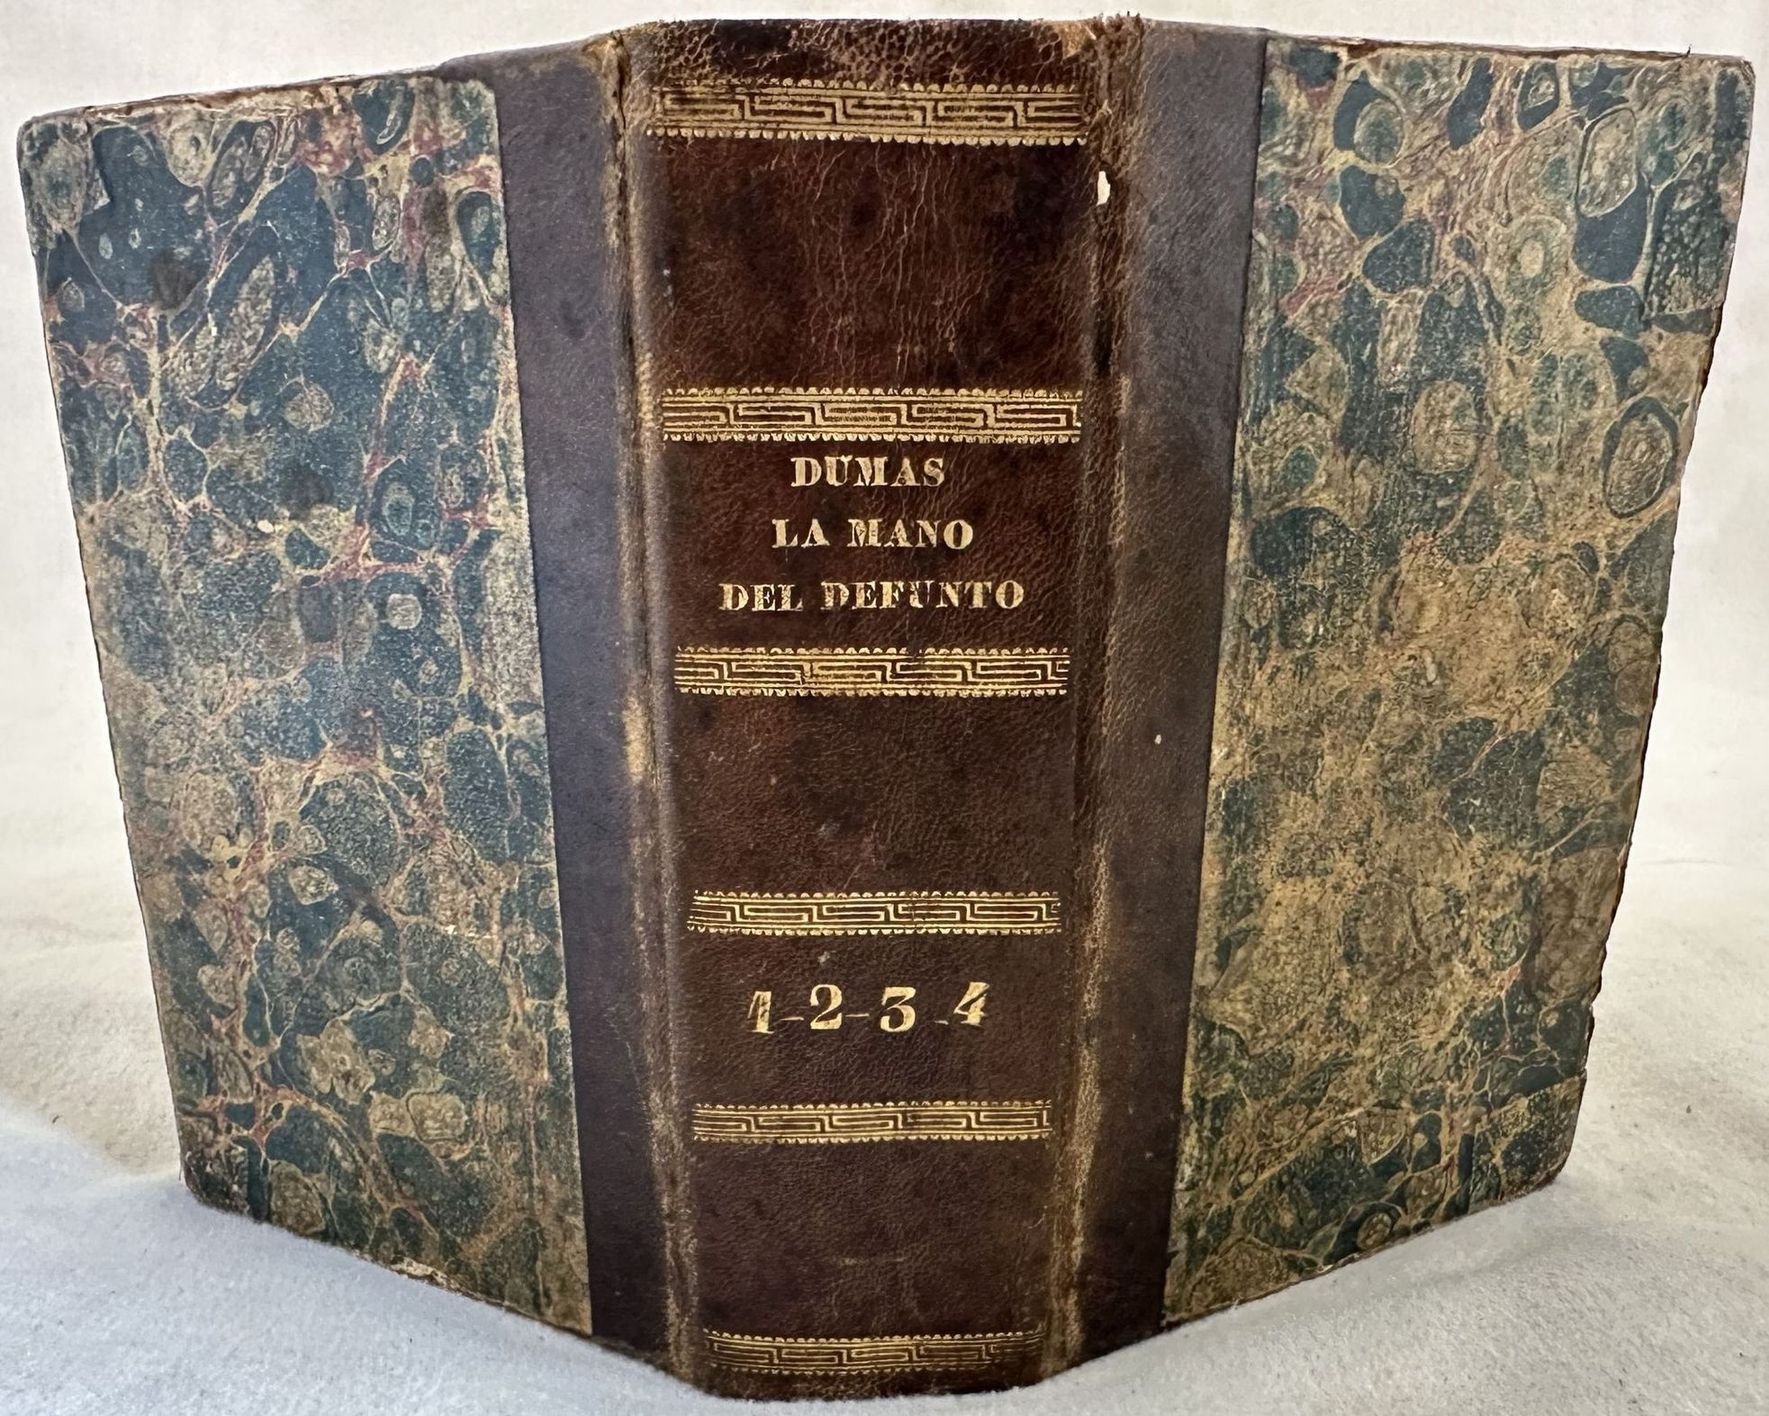 DUMAS
LA MANO
DEL DEFUNTO
1-2-3-4